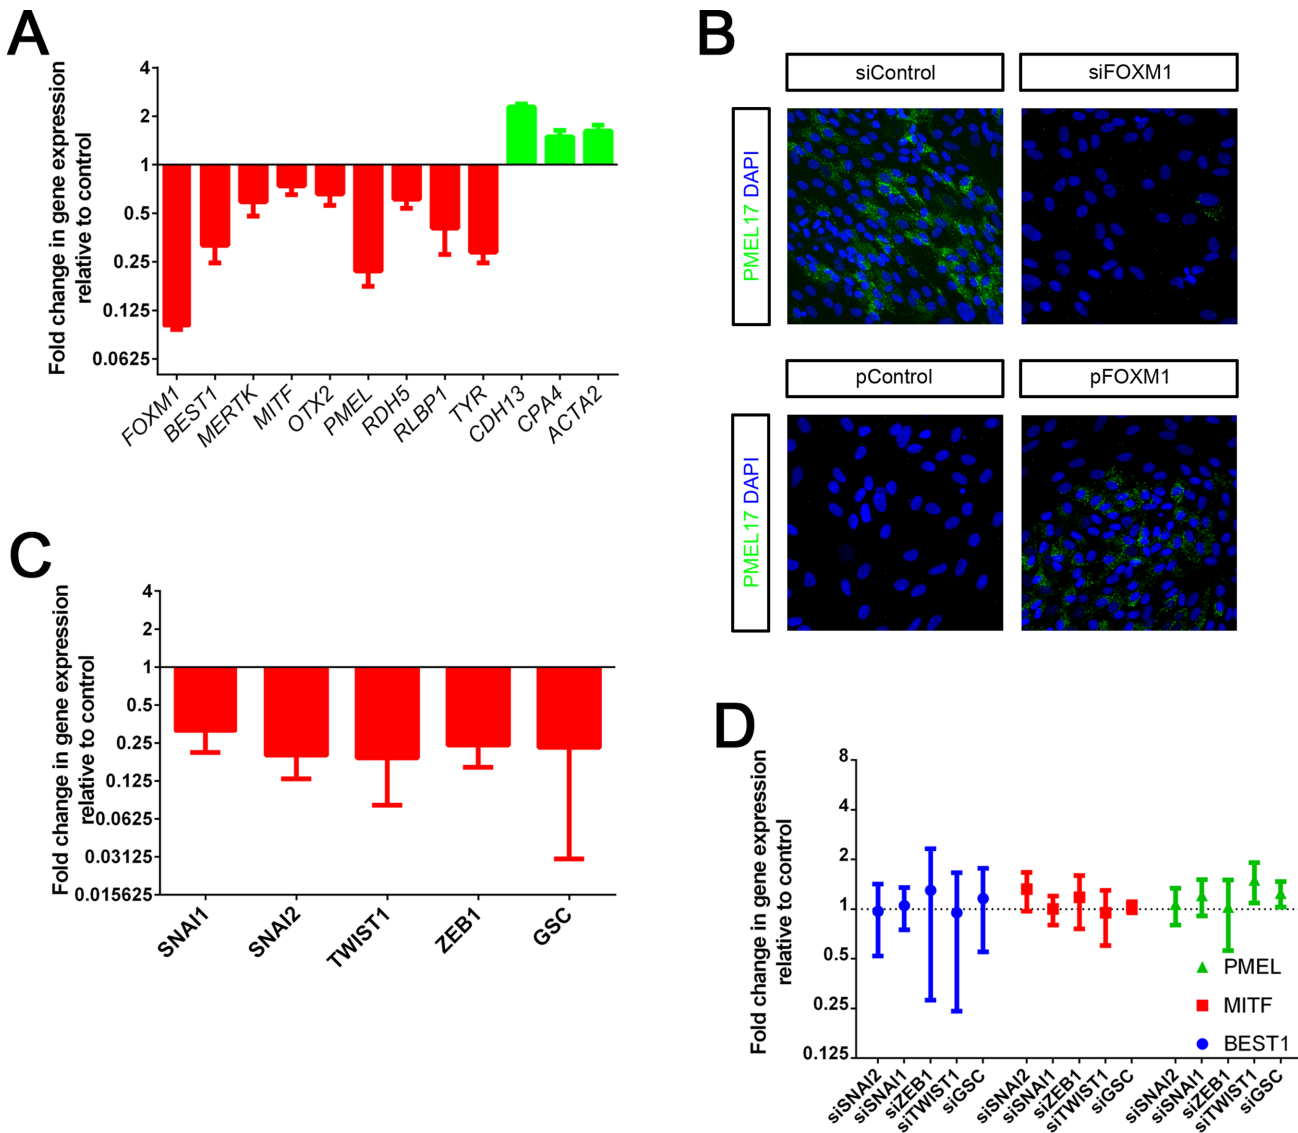 A
Fold change in gene expression
relative to control
4
2
1
0.5
0.25
0.125
0.0625
FOXM1
BEST1
MERTK
MITF
OTX2
PMEL
RDH5
RLBP1
TYR
CDH13
CPA4
ACTA2
B
siControl
siFOXM1
PMEL17 DAPI
pControl
pFOXM1
PMEL17 DAPI
C
Fold change in gene expression
relative to control
4
2
1
0.5
0.25
0.125
0.0625
0.03125
0.015625
SNAI1
SNAI2
TWIST1
ZEB1
GSC
D
Fold change in gene expression
relative to control
8
4
2
1
0.5
0.25
0.125
PMEL
MITF
BEST1
siSNAI2
siSNAI1
siZEB1
siTWIST1
siGSC
siSNAI2
siSNAI1
siZEB1
siTWIST1
siGSC
siSNAI2
siSNAI1
siZEB1
siTWIST1
siGSC